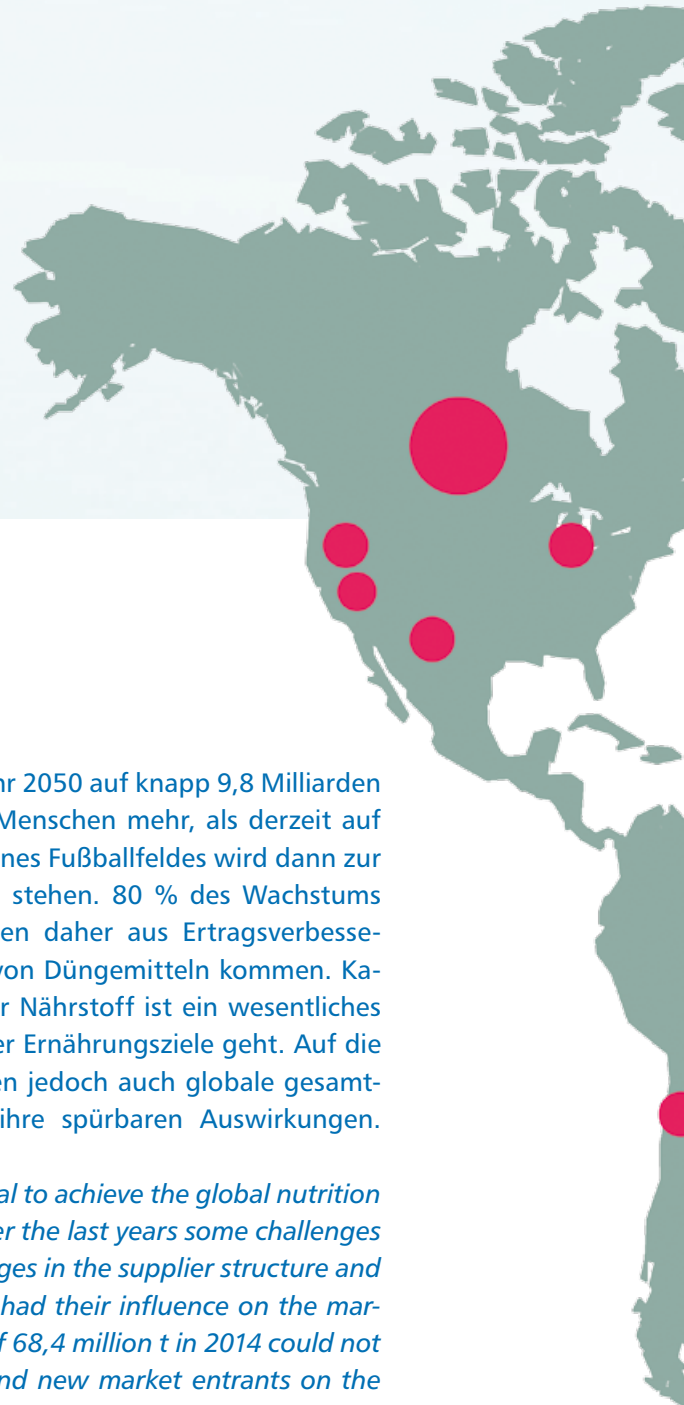 hr 2050 auf knapp 9,8 Milliarden
Menschen mehr, als derzeit auf
nes Fußballfeldes wird dann zur
stehen. 80 % des Wachstums
en daher aus Ertragsverbesse-
von Düngemitteln kommen. Ka-
r Nährstoff ist ein wesentliches
er Ernährungsziele geht. Auf die
en jedoch auch globale gesamt-
ihre spürbaren Auswirkungen.
al to achieve the global nutrition
er the last years some challenges
ges in the supplier structure and
had their influence on the mar-
f 68,4 million t in 2014 could not
nd new market entrants on the